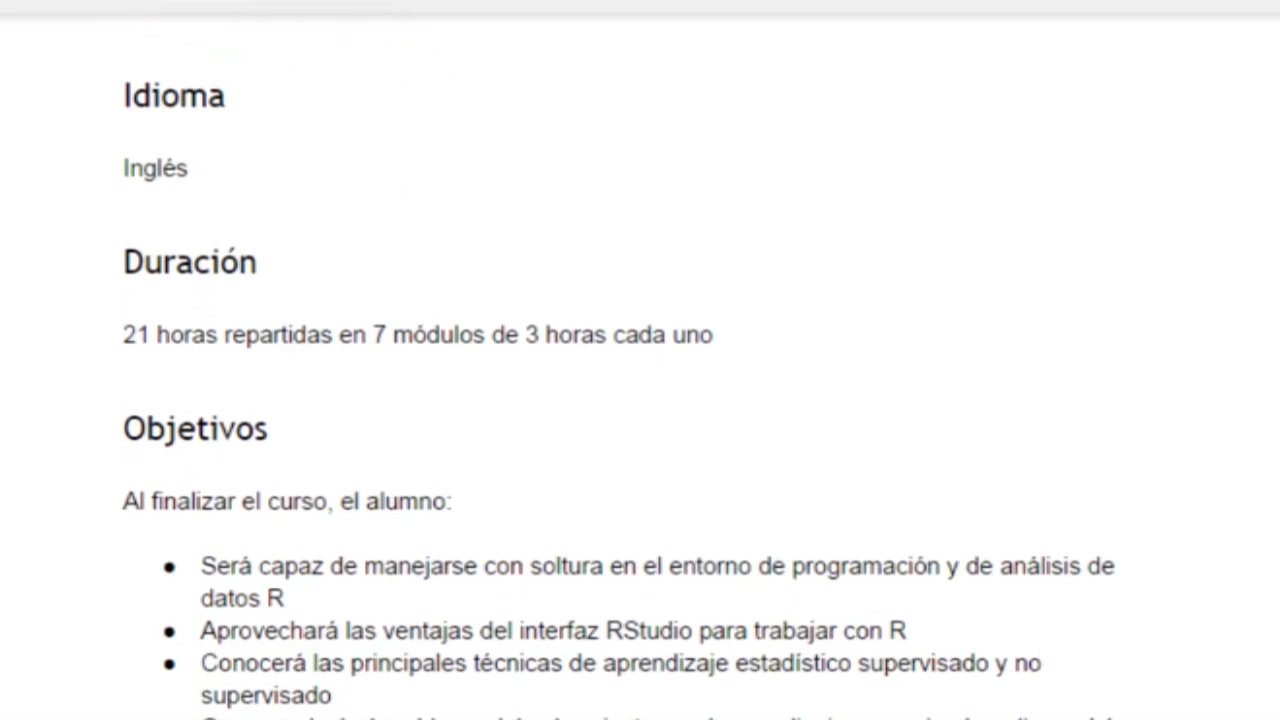 Idioma
Inglés
Duración
21 horas repartidas en 7 módulos de 3 horas cada uno
Objetivos
Al finalizar el curso, el alumno:
● Será capaz de manejarse con soltura en el entorno de programación y de análisis de
datos R
● Aprovechará las ventajas del interfaz RStudio para trabajar con R
● Conocerá las principales técnicas de aprendizaje estadístico supervisado y no
supervisado